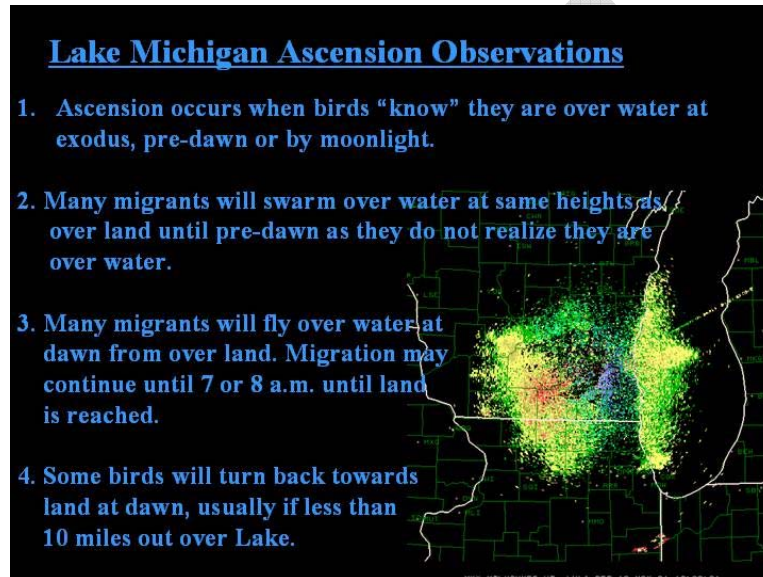 Lake Michigan Ascension Observations
1. Ascension occurs when birds “know” they are over water at
exodus, pre-dawn or by moonlight.
2. Many migrants will swarm over water at same heights as
over land until pre-dawn as they do not realize they are
over water.
3. Many migrants will fly over water at
dawn from over land. Migration may
continue until 7 or 8 a.m. until land
is reached.
4. Some birds will turn back towards
land at dawn, usually if less than
10 miles out over Lake.